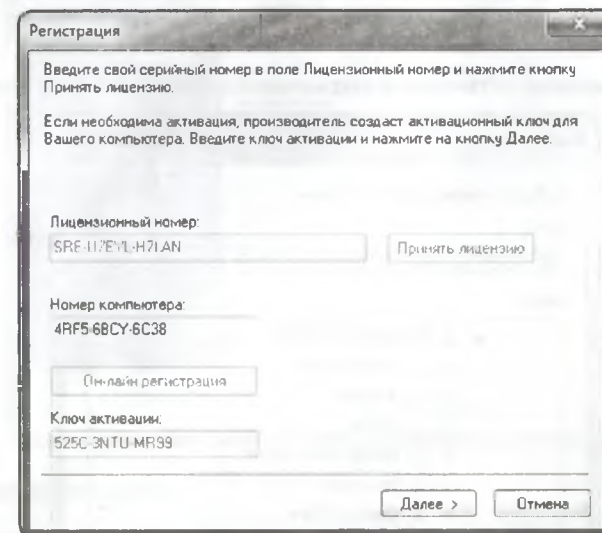 Регистрация
Введите свой серийный номер в поле Лицензионный номер и нажмите кнопку
Принять лицензию.
Если необходима активация, производитель создаст активационный ключ для
Вашего компьютера. Введите ключ активации и нажмите на кнопку Далее.
Лицензионный номер:
Принять лицензию
Номер компьютера:
4RF5-6BCY-6C38
Он-лайн регистрация
Ключ активации:
525C-3NTU-MR99
Далее >
Отмена